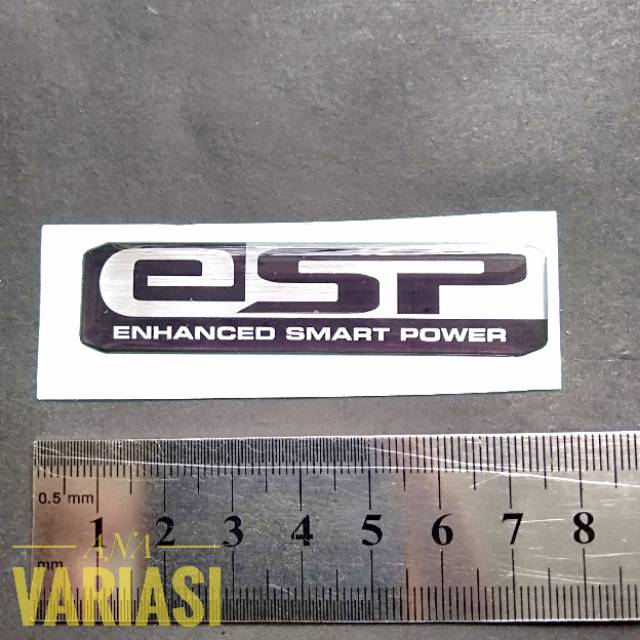 eSP
ENHANCED SMART POWER
0.5 mm
1 2 3 4 5 6 7 8
mm
ANA
VARIASI